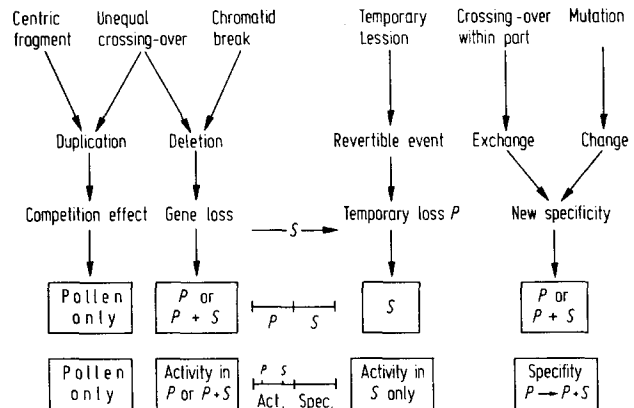 Centric fragment
Unequal crossing-over
Chromatid break
Temporary Lession
Crossing-over within part
Mutation
Duplication
Deletion
Revertible event
Exchange
Change
Competition effect
Gene loss
S
Temporary loss P
New specificity
Pollen only
P or P + S
P S
S
P or P + S
Pollen only
Activity in P or P+S
P S
Act. Spec.
Activity in S only
Specifity P → P+S